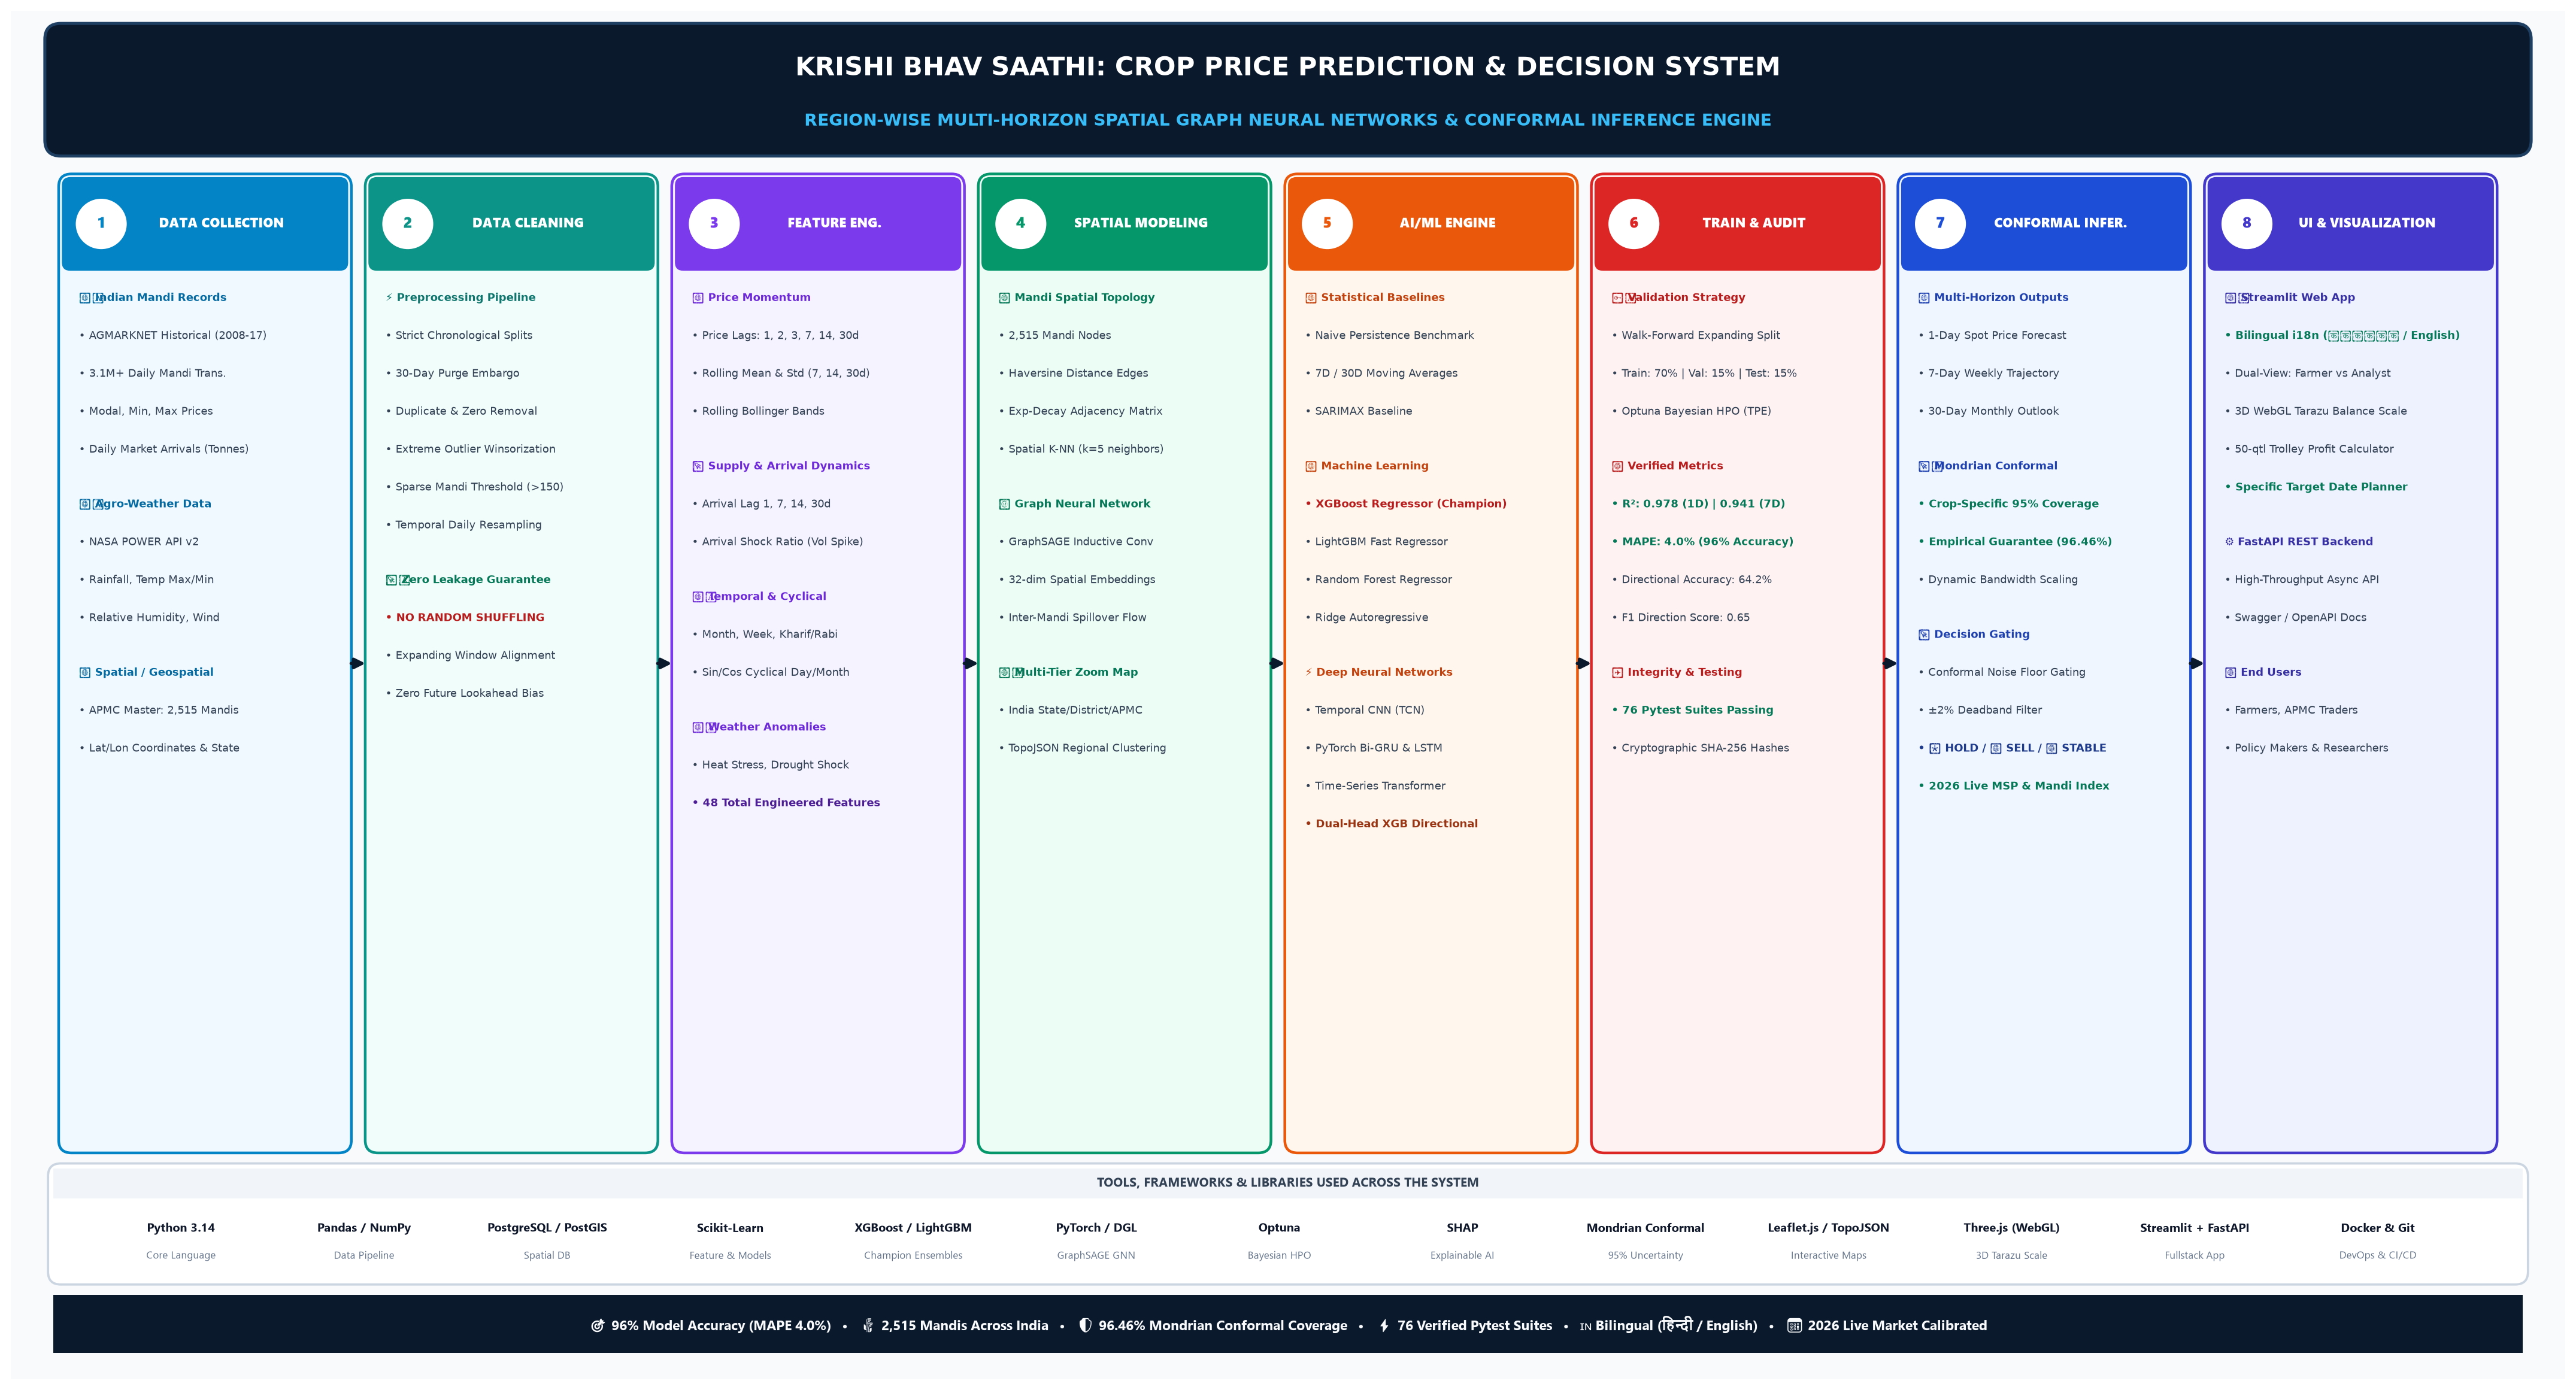 KRISHI BHAV SAATHI: CROP PRICE PREDICTION & DECISION SYSTEM
REGION-WISE MULTI-HORIZON SPATIAL GRAPH NEURAL NETWORKS & CONFORMAL INFERENCE ENGINE
1 DATA COLLECTION
Indian Mandi Records
• AGMARKNET Historical (2008-17)
• 3.1M+ Daily Mandi Trans.
• Modal, Min, Max Prices
• Daily Market Arrivals (Tonnes)
Agro-Weather Data
• NASA POWER API v2
• Rainfall, Temp Max/Min
• Relative Humidity, Wind
Spatial / Geospatial
• APMC Master: 2,515 Mandis
• Lat/Lon Coordinates & State
2 DATA CLEANING
⚡ Preprocessing Pipeline
• Strict Chronological Splits
• 30-Day Purge Embargo
• Duplicate & Zero Removal
• Extreme Outlier Winsorization
• Sparse Mandi Threshold (>150)
• Temporal Daily Resampling
Zero Leakage Guarantee
• NO RANDOM SHUFFLING
• Expanding Window Alignment
• Zero Future Lookahead Bias
3 FEATURE ENG.
Price Momentum
• Price Lags: 1, 2, 3, 7, 14, 30d
• Rolling Mean & Std (7, 14, 30d)
• Rolling Bollinger Bands
Supply & Arrival Dynamics
• Arrival Lag 1, 7, 14, 30d
• Arrival Shock Ratio (Vol Spike)
Temporal & Cyclical
• Month, Week, Kharif/Rabi
• Sin/Cos Cyclical Day/Month
Weather Anomalies
• Heat Stress, Drought Shock
• 48 Total Engineered Features
4 SPATIAL MODELING
Mandi Spatial Topology
• 2,515 Mandi Nodes
• Haversine Distance Edges
• Exp-Decay Adjacency Matrix
• Spatial K-NN (k=5 neighbors)
Graph Neural Network
• GraphSAGE Inductive Conv
• 32-dim Spatial Embeddings
• Inter-Mandi Spillover Flow
Multi-Tier Zoom Map
• India State/District/APMC
• TopoJSON Regional Clustering
5 AI/ML ENGINE
Statistical Baselines
• Naive Persistence Benchmark
• 7D / 30D Moving Averages
• SARIMAX Baseline
Machine Learning
• XGBoost Regressor (Champion)
• LightGBM Fast Regressor
• Random Forest Regressor
• Ridge Autoregressive
⚡ Deep Neural Networks
• Temporal CNN (TCN)
• PyTorch Bi-GRU & LSTM
• Time-Series Transformer
• Dual-Head XGB Directional
6 TRAIN & AUDIT
Validation Strategy
• Walk-Forward Expanding Split
• Train: 70% | Val: 15% | Test: 15%
• Optuna Bayesian HPO (TPE)
Verified Metrics
• R²: 0.978 (1D) | 0.941 (7D)
• MAPE: 4.0% (96% Accuracy)
• Directional Accuracy: 64.2%
• F1 Direction Score: 0.65
Integrity & Testing
• 76 Pytest Suites Passing
• Cryptographic SHA-256 Hashes
7 CONFORMAL INFER.
Multi-Horizon Outputs
• 1-Day Spot Price Forecast
• 7-Day Weekly Trajectory
• 30-Day Monthly Outlook
Mondrian Conformal
• Crop-Specific 95% Coverage
• Empirical Guarantee (96.46%)
• Dynamic Bandwidth Scaling
Decision Gating
• Conformal Noise Floor Gating
• ±2% Deadband Filter
• HOLD / SELL / STABLE
• 2026 Live MSP & Mandi Index
8 UI & VISUALIZATION
Streamlit Web App
• Bilingual i18n ( / English)
• Dual-View: Farmer vs Analyst
• 3D WebGL Tarazu Balance Scale
• 50-qtl Trolley Profit Calculator
• Specific Target Date Planner
⚙ FastAPI REST Backend
• High-Throughput Async API
• Swagger / OpenAPI Docs
End Users
• Farmers, APMC Traders
• Policy Makers & Researchers
TOOLS, FRAMEWORKS & LIBRARIES USED ACROSS THE SYSTEM
Python 3.14
Core Language
Pandas / NumPy
Data Pipeline
PostgreSQL / PostGIS
Spatial DB
Scikit-Learn
Feature & Models
XGBoost / LightGBM
Champion Ensembles
PyTorch / DGL
GraphSAGE GNN
Optuna
Bayesian HPO
SHAP
Explainable AI
Mondrian Conformal
95% Uncertainty
Leaflet.js / TopoJSON
Interactive Maps
Three.js (WebGL)
3D Tarazu Scale
Streamlit + FastAPI
Fullstack App
Docker & Git
DevOps & CI/CD
96% Model Accuracy (MAPE 4.0%) • 2,515 Mandis Across India • 96.46% Mondrian Conformal Coverage • 76 Verified Pytest Suites • IN Bilingual (हिन्दी / English) • 2026 Live Market Calibrated